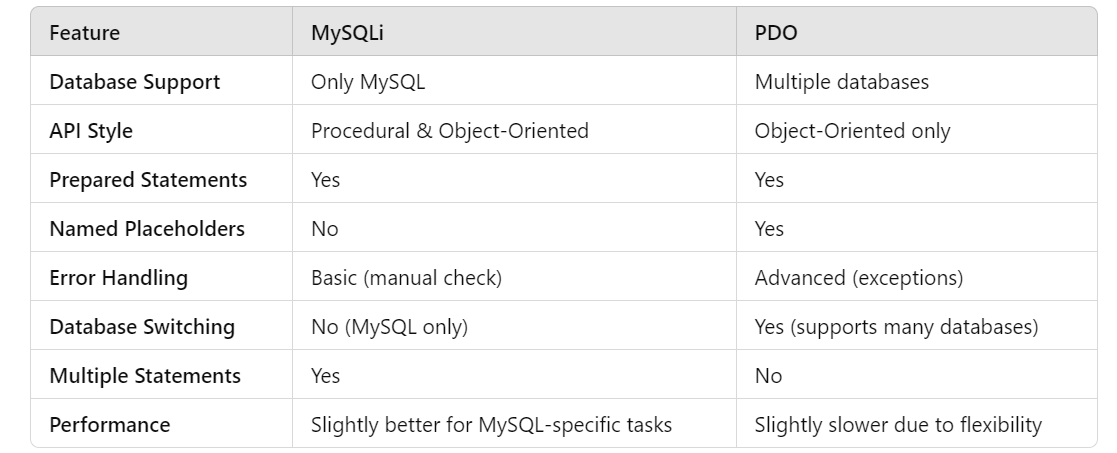 Feature MySQLi PDO
Database Support Only MySQL Multiple databases
API Style Procedural & Object-Oriented Object-Oriented only
Prepared Statements Yes Yes
Named Placeholders No Yes
Error Handling Basic (manual check) Advanced (exceptions)
Database Switching No (MySQL only) Yes (supports many databases)
Multiple Statements Yes No
Performance Slightly better for MySQL-specific tasks Slightly slower due to flexibility